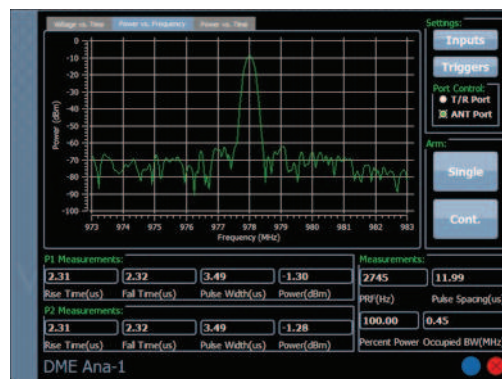 Voltage vs. Time Power vs. Frequency Power vs. Time
Settings:
Inputs
Triggers
Port Control:
T/R Port
ANT Port
Arm:
Single
Cont.
Power (dBm)
0
-10
-20
-30
-40
-50
-60
-70
-80
-90
-100
973 974 975 976 977 978 979 980 981 982 983
Frequency (MHz)
P1 Measurements:
2.31 2.32 3.49 -1.30
Rise Time(us) Fall Time(us) Pulse Width(us) Power(dBm)
P2 Measurements:
2.31 2.32 3.49 -1.28
Rise Time(us) Fall Time(us) Pulse Width(us) Power(dBm)
Measurements:
2745 11.99
PRF(Hz) Pulse Spacing(us
100.00 0.45
Percent Power Occupied BW(MHz)
DME Ana-1